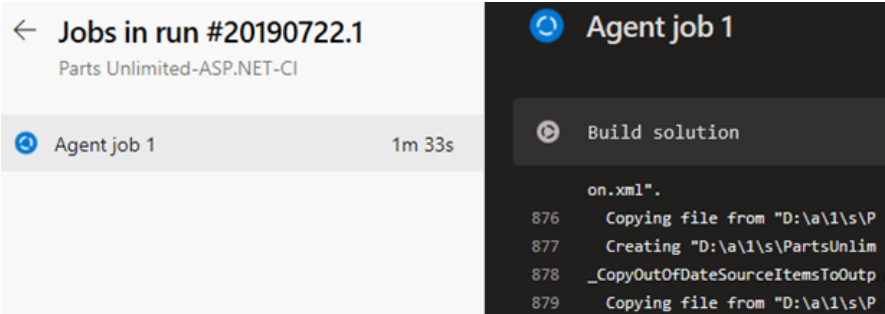 Jobs in run #20190722.1
Parts Unlimited-ASP.NET-CI
Agent job 1 1m 33s
Agent job 1
Build solution
on.xml".
876 Copying file from "D:\a\1\s\P
877 Creating "D:\a\1\s\PartsUnlim
878 _CopyOutOfDateSourceItemsToOutp
879 Copying file from "D:\a\1\s\P